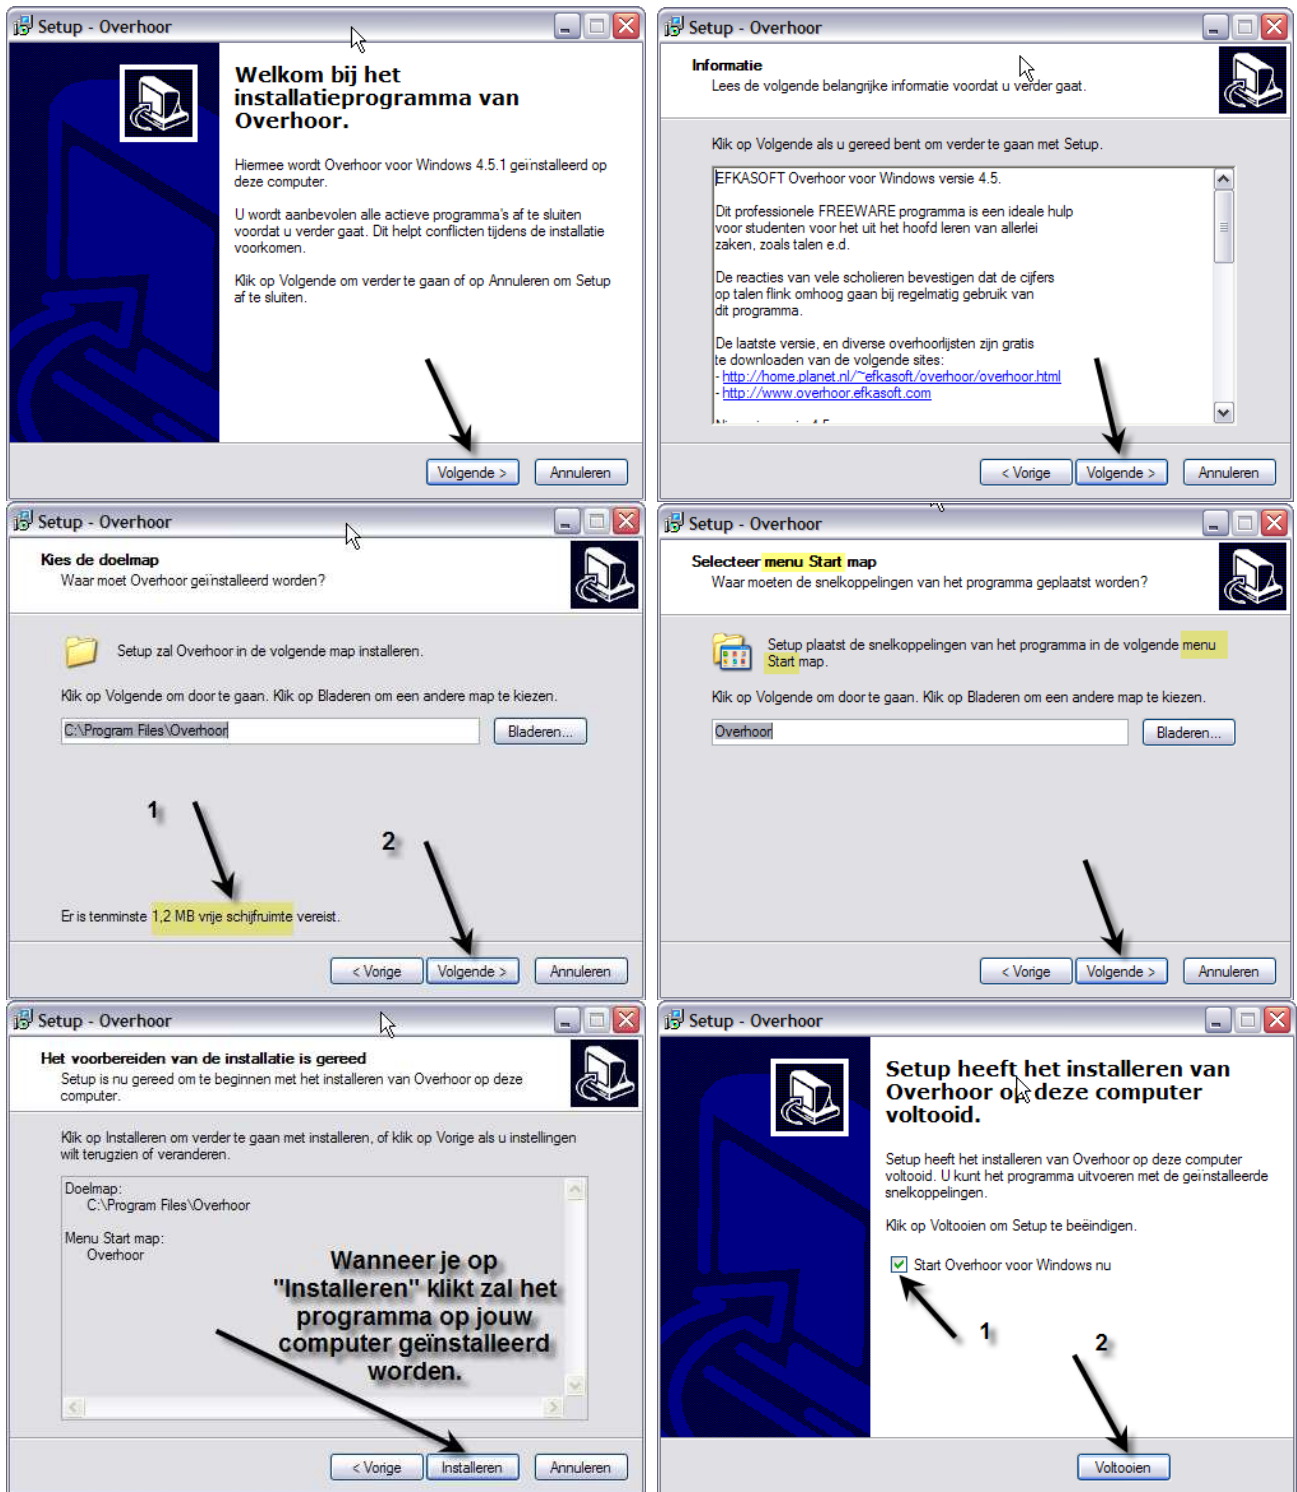 Setup - Overhoor
Welkom bij het
installatieprogramma van
Overhoor.
Hiermee wordt Overhoor voor Windows 4.5.1 geïnstalleerd op
deze computer.
U wordt aanbevolen alle actieve programma's af te sluiten
voordat u verder gaat. Dit helpt conflicten tijdens de installatie
voorkomen.
Klik op Volgende om verder te gaan of op Annuleren om Setup
af te sluiten.
Volgende >
Annuleren
Setup - Overhoor
Informatie
Lees de volgende belangrijke informatie voordat u verder gaat.
Klik op Volgende als u gereed bent om verder te gaan met Setup.
EFKASOFT Overhoor voor Windows versie 4.5.
Dit professionele FREEWARE programma is een ideale hulp
voor studenten voor het uit het hoofd leren van allerlei
zaken, zoals talen e.d.
De reacties van vele scholieren bevestigen dat de cijfers
op talen flink omhoog gaan bij regelmatig gebruik van
dit programma.
De laatste versie, en diverse overhoorlijsten zijn gratis
te downloaden van de volgende sites:
- http://home.planet.nl/~efkasoft/overhoor/overhoor.html
- http://www.overhoor.efkasoft.com
< Vorige
Volgende >
Annuleren
Setup - Overhoor
Kies de doelmap
Waar moet Overhoor geïnstalleerd worden?
Setup zal Overhoor in de volgende map installeren.
Klik op Volgende om door te gaan. Klik op Bladeren om een andere map te kiezen.
C:\Program Files\Overhoor
Bladeren...
1
2
Er is tenminste 1,2 MB vrije schijfruimte vereist.
< Vorige
Volgende >
Annuleren
Setup - Overhoor
Selecteer menu Start map
Waar moeten de snelkoppelingen van het programma geplaatst worden?
Setup plaatst de snelkoppelingen van het programma in de volgende menu
Start map.
Klik op Volgende om door te gaan. Klik op Bladeren om een andere map te kiezen.
Overhoor
Bladeren...
< Vorige
Volgende >
Annuleren
Setup - Overhoor
Het voorbereiden van de installatie is gereed
Setup is nu gereed om te beginnen met het installeren van Overhoor op deze
computer.
Klik op Installeren om verder te gaan met installeren, of klik op Vorige als u instellingen
wilt terugzien of veranderen.
Doelmap:
C:\Program Files\Overhoor
Menu Start map:
Overhoor
Wanneer je op
"Installeren" klikt zal het
programma op jouw
computer geïnstalleerd
worden.
< Vorige
Installeren
Annuleren
Setup - Overhoor
Setup heeft het installeren van
Overhoor op deze computer
voltooid.
Setup heeft het installeren van Overhoor op deze computer
voltooid. U kunt het programma uitvoeren met de geïnstalleerde
snelkoppelingen.
Klik op Voltooien om Setup te beëindigen.
Start Overhoor voor Windows nu
1
2
Voltooien